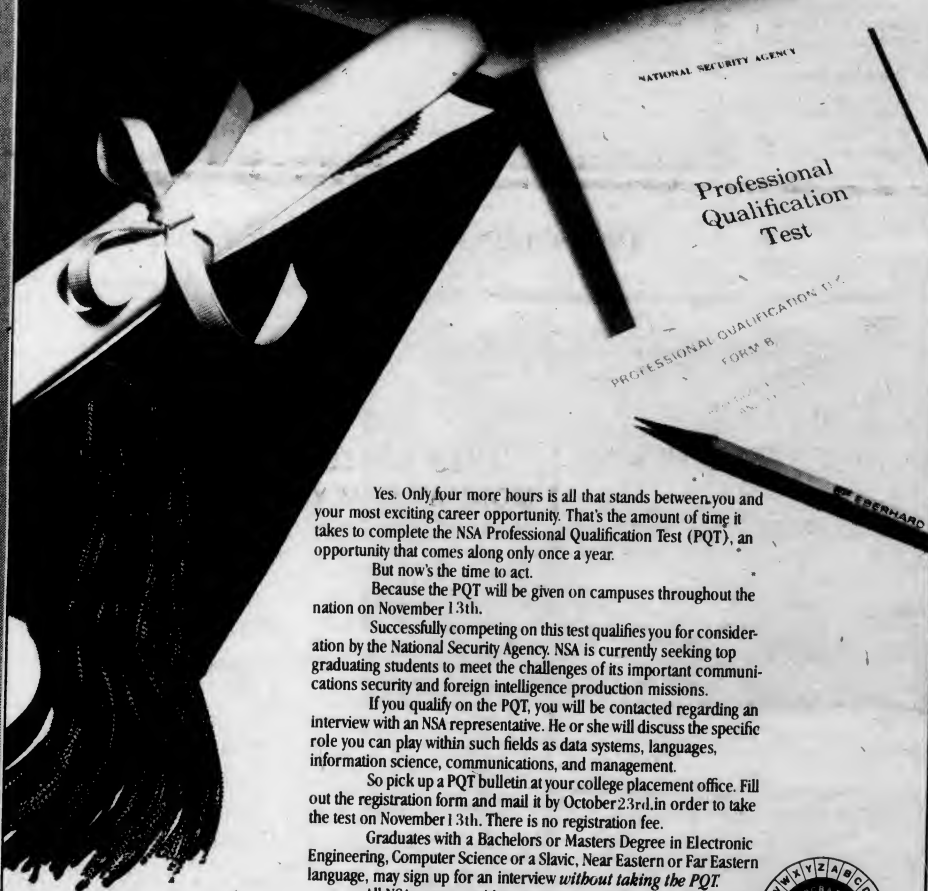 NATIONAL SECURITY AGENCY
Professional
Qualification
Test
PROFESSIONAL QUALIFICATION
FORM B
EBERHARD
Yes. Only four more hours is all that stands between you and
your most exciting career opportunity. That's the amount of time it
takes to complete the NSA Professional Qualification Test (PQT), an
opportunity that comes along only once a year.
But now's the time to act.
Because the PQT will be given on campuses throughout the
nation on November 13th.
Successfully competing on this test qualifies you for consider-
ation by the National Security Agency. NSA is currently seeking top
graduating students to meet the challenges of its important communi-
cations security and foreign intelligence production missions.
If you qualify on the PQT, you will be contacted regarding an
interview with an NSA representative. He or she will discuss the specific
role you can play within such fields as data systems, languages,
information science, communications, and management.
So pick up a PQT bulletin at your college placement office. Fill
out the registration form and mail it by October 23rd. in order to take
the test on November 13th. There is no registration fee.
Graduates with a Bachelors or Masters Degree in Electronic
Engineering, Computer Science or a Slavic, Near Eastern or Far Eastern
language, may sign up for an interview without taking the PQT.
W X Y Z A B C